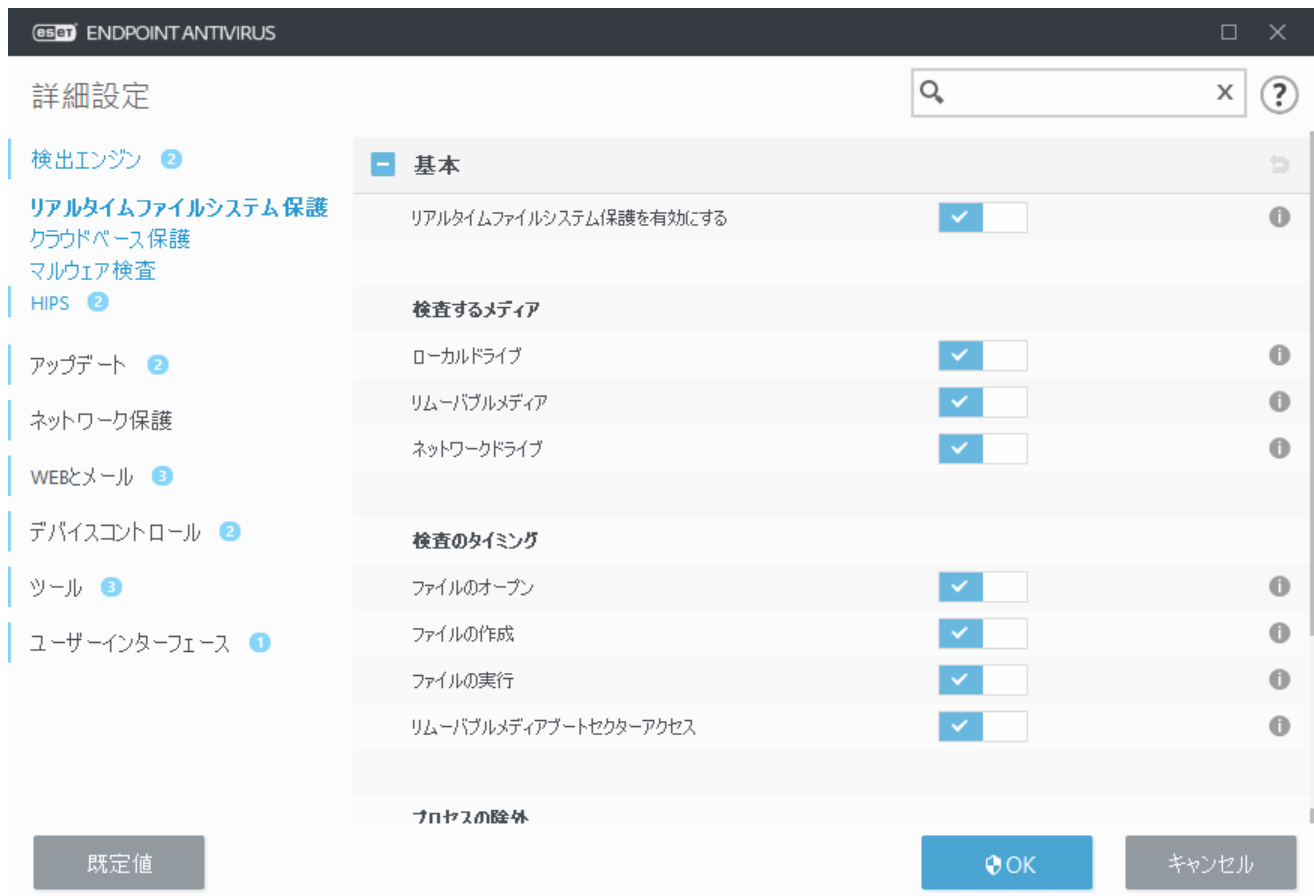 eset ENDPOINT ANTIVIRUS
詳細設定
?
検出エンジン 2
リアルタイムファイルシステム保護
クラウドベース保護
マルウェア検査
HIPS 2
アップデート 2
ネットワーク保護
WEBとメール 3
デバイスコントロール 2
ツール 3
ユーザーインターフェース 1
基本
リアルタイムファイルシステム保護を有効にする
検査するメディア
ローカルドライブ
リムーバブルメディア
ネットワークドライブ
検査のタイミング
ファイルのオープン
ファイルの作成
ファイルの実行
リムーバブルメディアブートセクターアクセス
プロセスの除外
既定値
OK
キャンセル